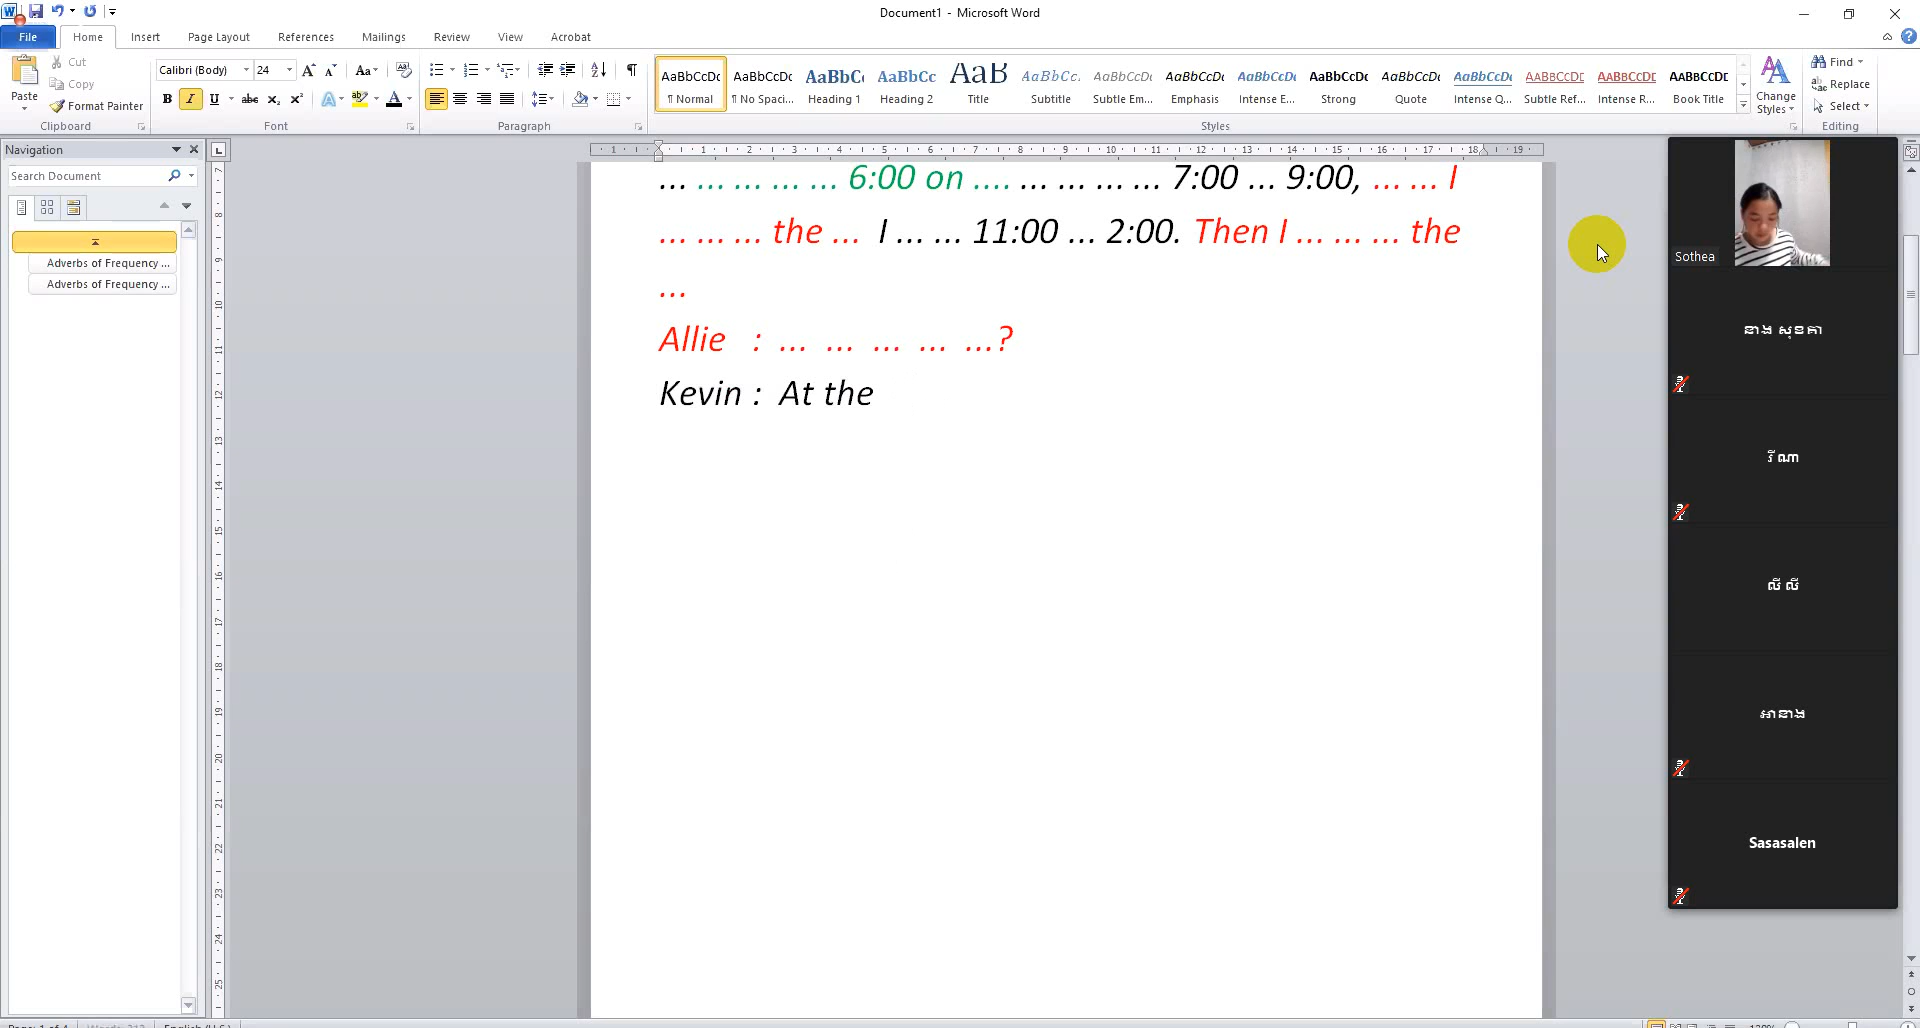 Document1 - Microsoft Word
File Home Insert Page Layout References Mailings Review View Acrobat
Cut
Copy
Paste
Format Painter
Clipboard
Calibri (Body) 24
Font
Paragraph
AaBbCcDc AaBbCcDc AaBbC AaBbCc AaB AaBbCc. AaBbCcDc AaBbCcDc AaBbCcDc AaBbCcDc AaBbCcDc AaBbCcDc AABBCCDE AABBCCDE AABBCCDE
¶ Normal ¶ No Spaci... Heading 1 Heading 2 Title Subtitle Subtle Em... Emphasis Intense E... Strong Quote Intense Q... Subtle Ref... Intense R... Book Title
Change Styles
Styles
Find
Replace
Select
Editing
Navigation
Search Document
Adverbs of Frequency ...
Adverbs of Frequency ...
... ... ... ... ... 6:00 on .... ... ... ... ... 7:00 ... 9:00, ... ... I
... ... ... the ... I ... ... 11:00 ... 2:00. Then I ... ... ... the
...
Allie : ... ... ... ... ...?
Kevin : At the
Sothea
នាង សុខគា
រីណា
លី លី
អានាង
Sasasalen